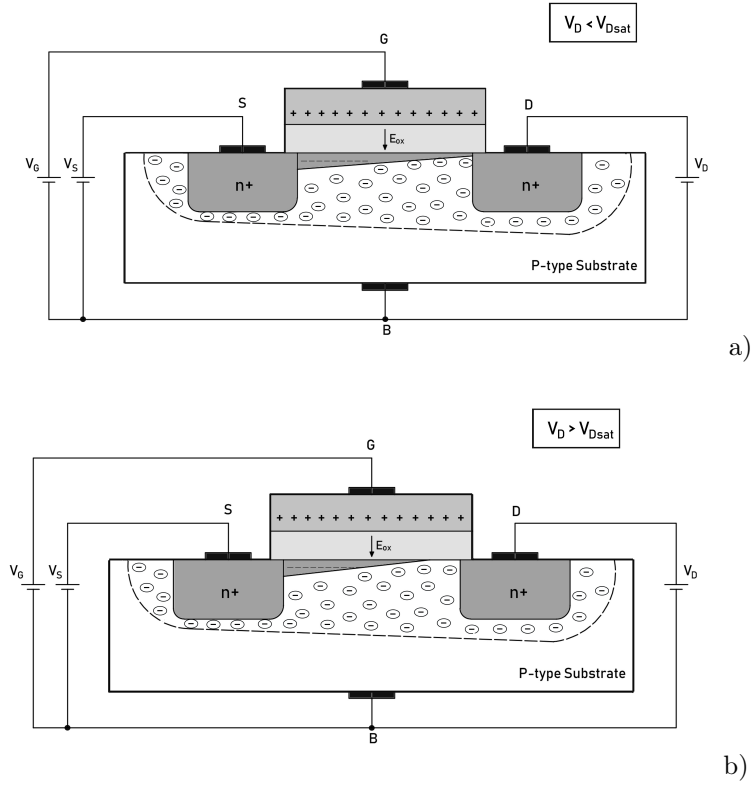 V_D < V_Dsat
G
+ + + + + + + + + + + + + +
S
D
E_ox
V_G
V_S
V_D
n+
n+
P-type Substrate
B
a)
V_D > V_Dsat
G
+ + + + + + + + + + + + + +
S
D
E_ox
V_G
V_S
V_D
n+
n+
P-type Substrate
B
b)